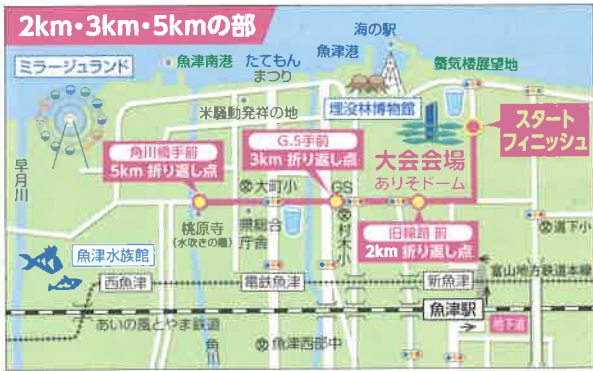 2km・3km・5kmの部
海の駅
蜃気楼展望地
魚津港
たてもん
まつり
魚津南港
ミラージュランド
米騒動発祥の地
埋没林博物館
スタート
フィニッシュ
大会会場
ありそドーム
角川橋手前
5km 折り返し点
G.S手前
3km 折り返し点
早月川
文大町小
GS
桃原寺
(水吹きの龍)
県総合
庁舎
文村木小
前
2km 折り返し点
文道下小
魚津水族館
西魚津
電鉄魚津
新魚津
富山地方鉄道本線
魚津駅
地下道
あいの風とやま鉄道
角川
文魚津西部中